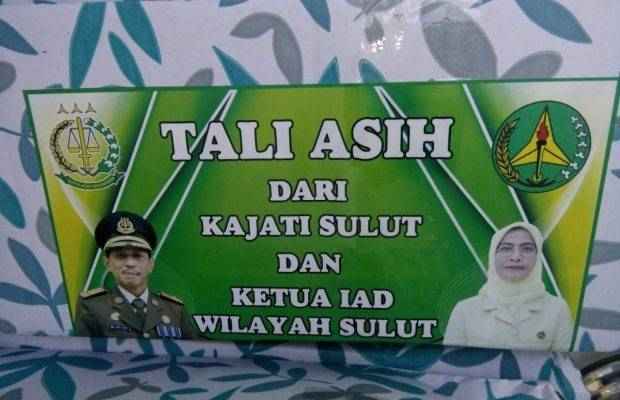 TALI ASIH
DARI
KAJATI SULUT
DAN
KETUA IAD
WILAYAH SULUT